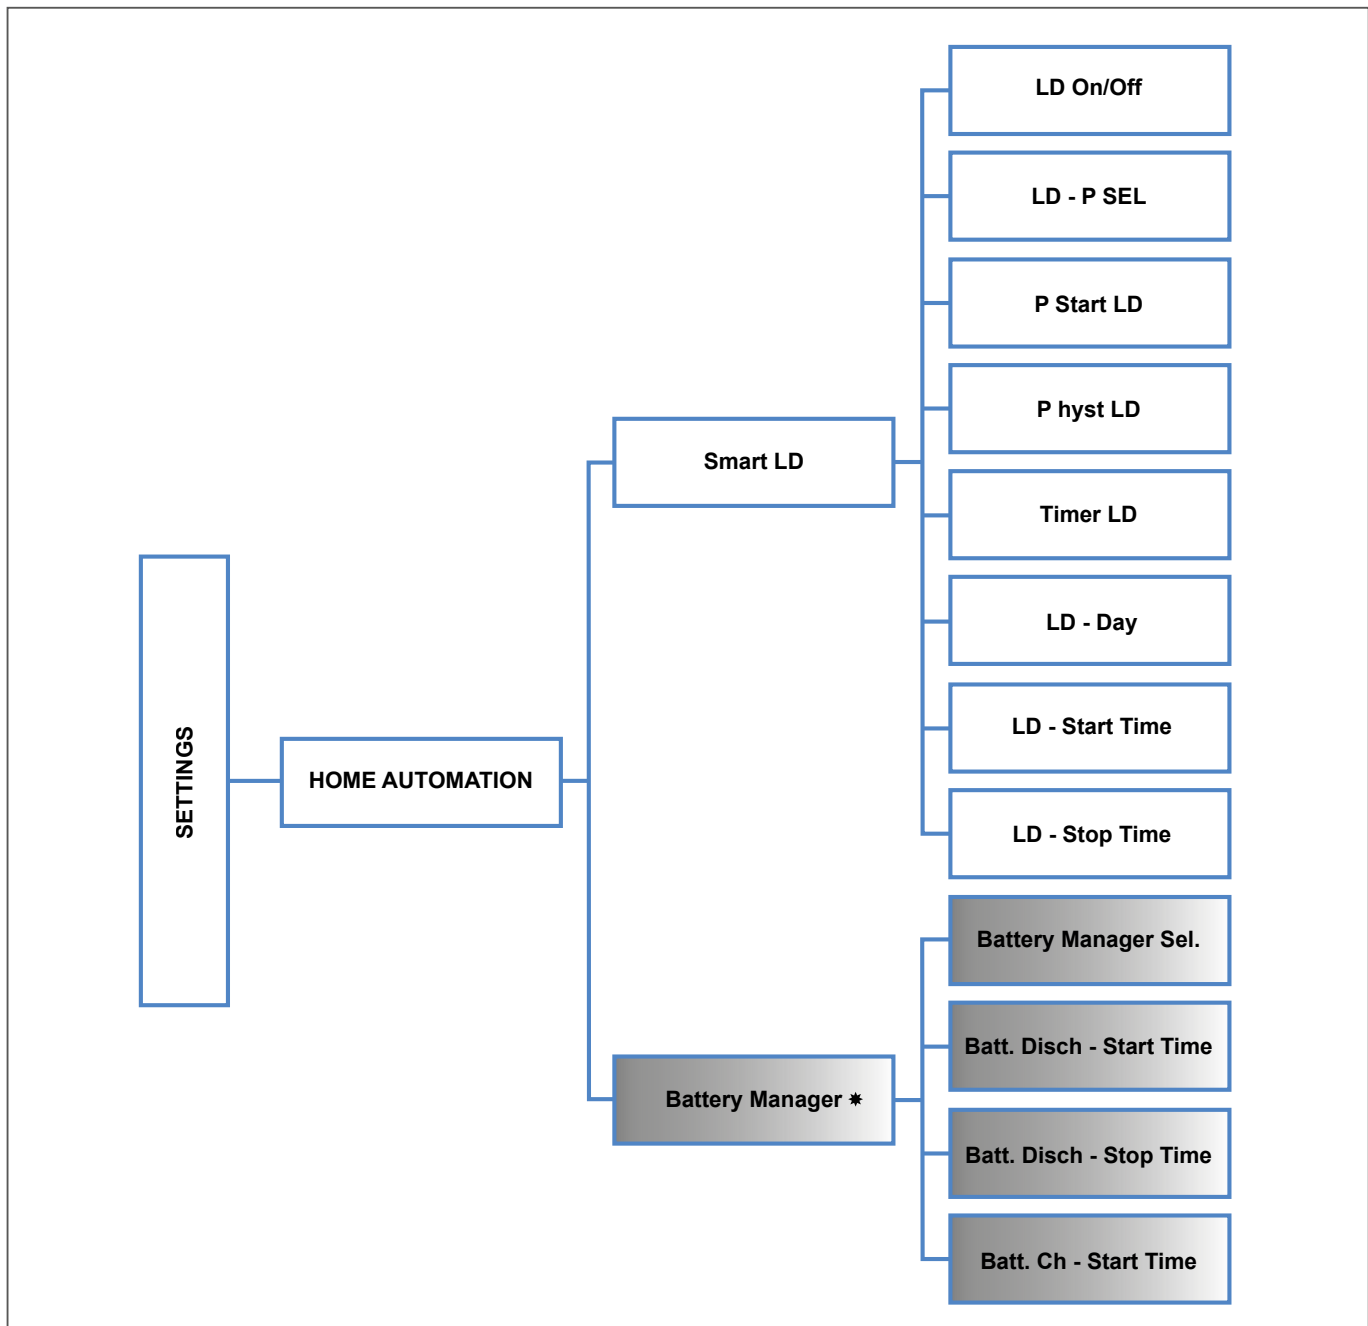 SETTINGS
HOME AUTOMATION
Smart LD
LD On/Off
LD - P SEL
P Start LD
P hyst LD
Timer LD
LD - Day
LD - Start Time
LD - Stop Time
Battery Manager ✷
Battery Manager Sel.
Batt. Disch - Start Time
Batt. Disch - Stop Time
Batt. Ch - Start Time